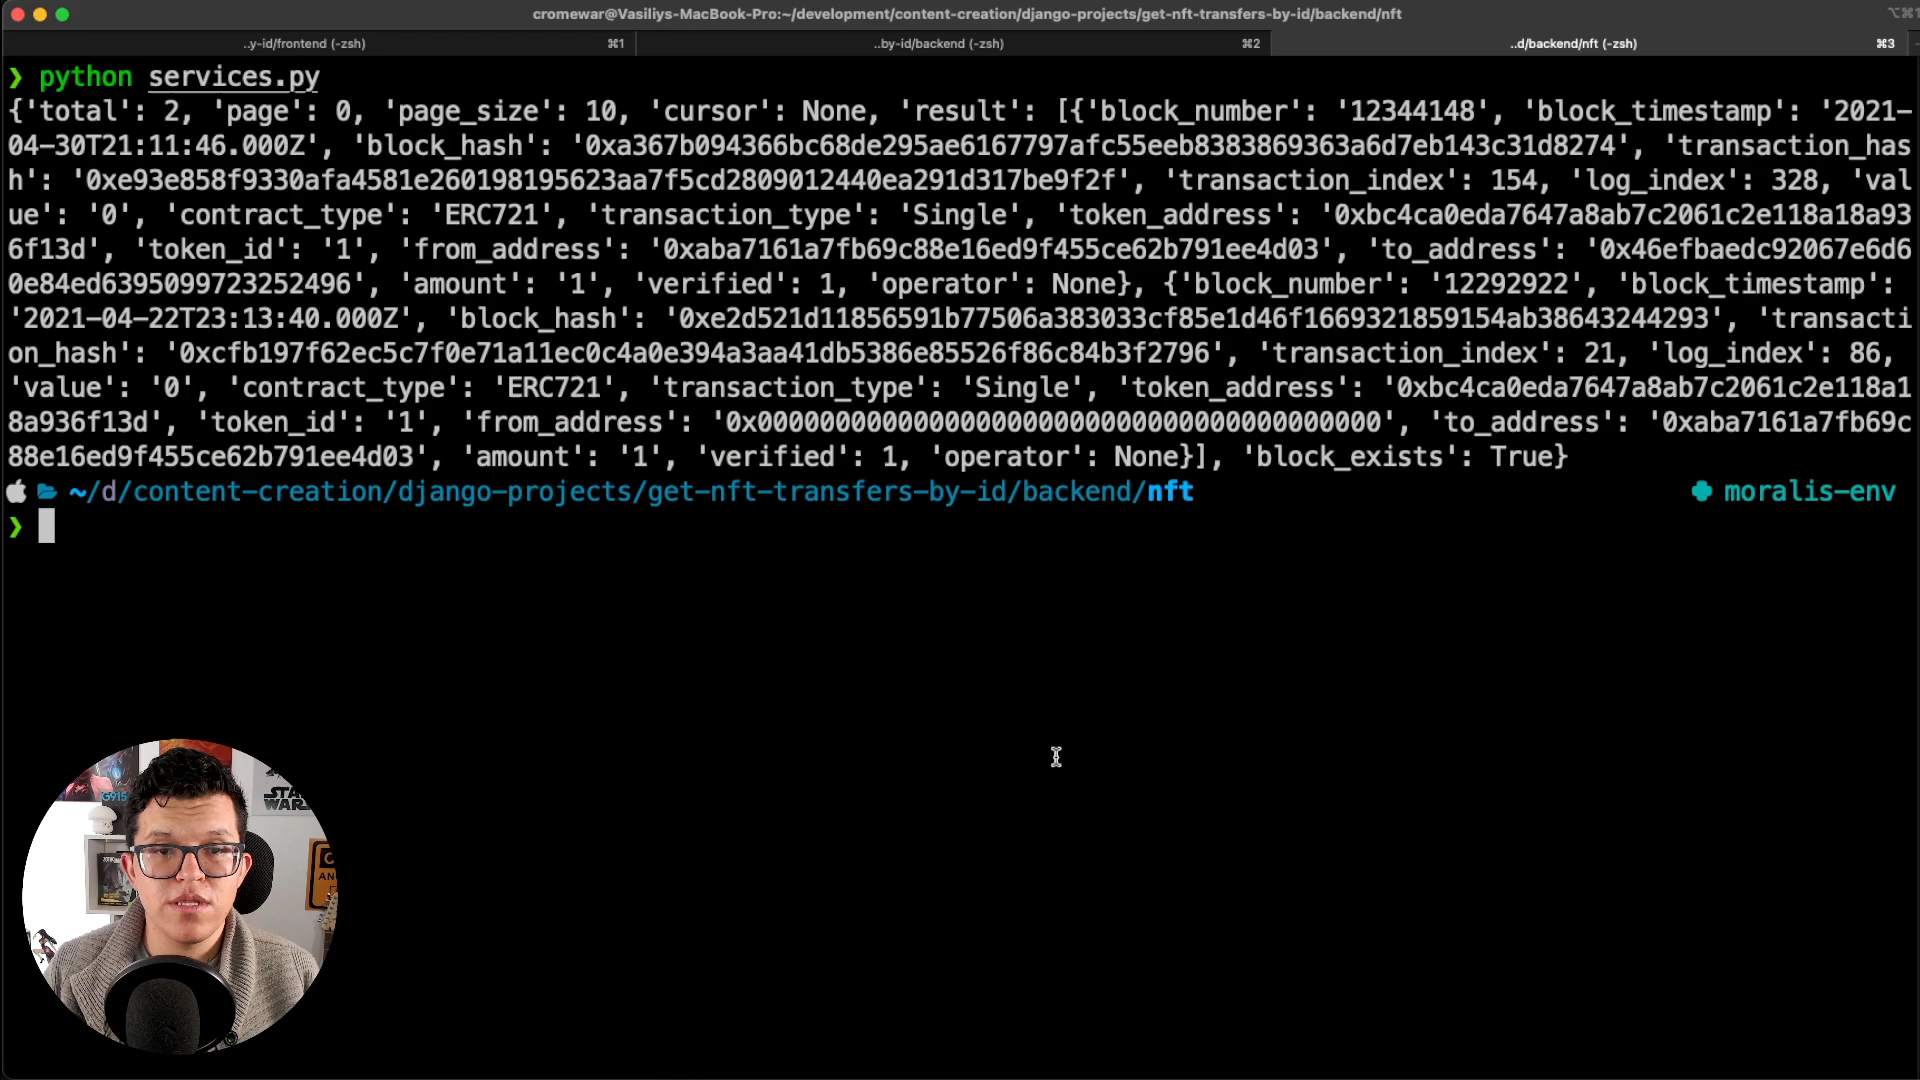 cromewar@Vasiliys-MacBook-Pro:~/development/content-creation/django-projects/get-nft-transfers-by-id/backend/nft
⌥⌘1
..y-id/frontend (-zsh) ⌘1 ..by-id/backend (-zsh) ⌘2 ..d/backend/nft (-zsh) ⌘3
❯ python services.py
{'total': 2, 'page': 0, 'page_size': 10, 'cursor': None, 'result': [{'block_number': '12344148', 'block_timestamp': '2021-
04-30T21:11:46.000Z', 'block_hash': '0xa367b094366bc68de295ae6167797afc55eeb8383869363a6d7eb143c31d8274', 'transaction_has
h': '0xe93e858f9330afa4581e260198195623aa7f5cd2809012440ea291d317be9f2f', 'transaction_index': 154, 'log_index': 328, 'val
ue': '0', 'contract_type': 'ERC721', 'transaction_type': 'Single', 'token_address': '0xbc4ca0eda7647a8ab7c2061c2e118a18a93
6f13d', 'token_id': '1', 'from_address': '0xaba7161a7fb69c88e16ed9f455ce62b791ee4d03', 'to_address': '0x46efbaedc92067e6d6
0e84ed6395099723252496', 'amount': '1', 'verified': 1, 'operator': None}, {'block_number': '12292922', 'block_timestamp':
'2021-04-22T23:13:40.000Z', 'block_hash': '0xe2d521d11856591b77506a383033cf85e1d46f1669321859154ab38643244293', 'transacti
on_hash': '0xcfb197f62ec5c7f0e71a11ec0c4a0e394a3aa41db5386e85526f86c84b3f2796', 'transaction_index': 21, 'log_index': 86,
'value': '0', 'contract_type': 'ERC721', 'transaction_type': 'Single', 'token_address': '0xbc4ca0eda7647a8ab7c2061c2e118a1
8a936f13d', 'token_id': '1', 'from_address': '0x0000000000000000000000000000000000000000', 'to_address': '0xaba7161a7fb69c
88e16ed9f455ce62b791ee4d03', 'amount': '1', 'verified': 1, 'operator': None}], 'block_exists': True}
~/d/content-creation/django-projects/get-nft-transfers-by-id/backend/nft moralis-env
❯
G915
STAR
WARS